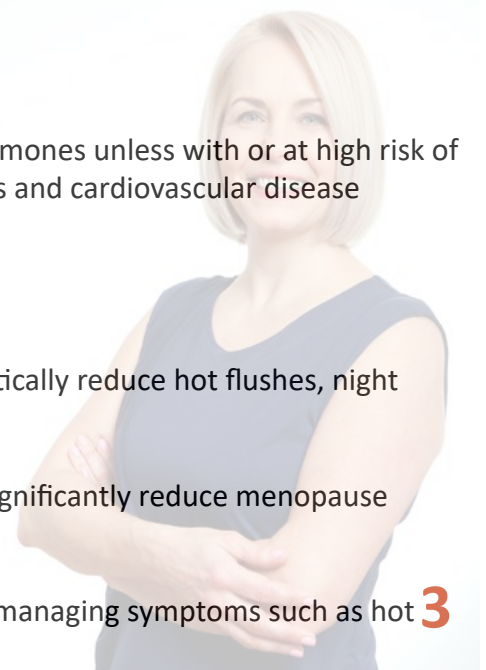 mones unless with or at high risk of
s and cardiovascular disease
tically reduce hot flushes, night
gnificantly reduce menopause
managing symptoms such as hot 3